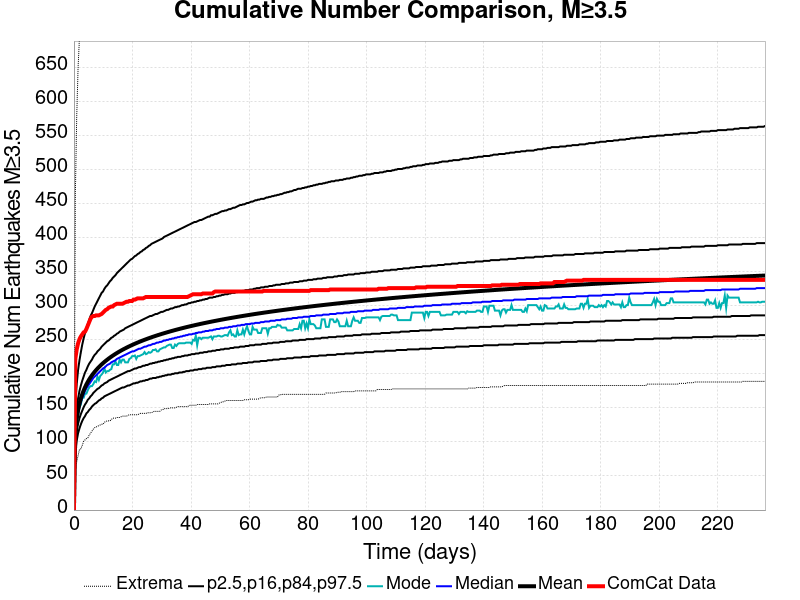 Cumulative Number Comparison, M≥3.5
Cumulative Num Earthquakes M≥3.5
650
600
550
500
450
400
350
300
250
200
150
100
50
0
0 20 40 60 80 100 120 140 160 180 200 220
Time (days)
Extrema p2.5,p16,p84,p97.5 Mode Median Mean ComCat Data